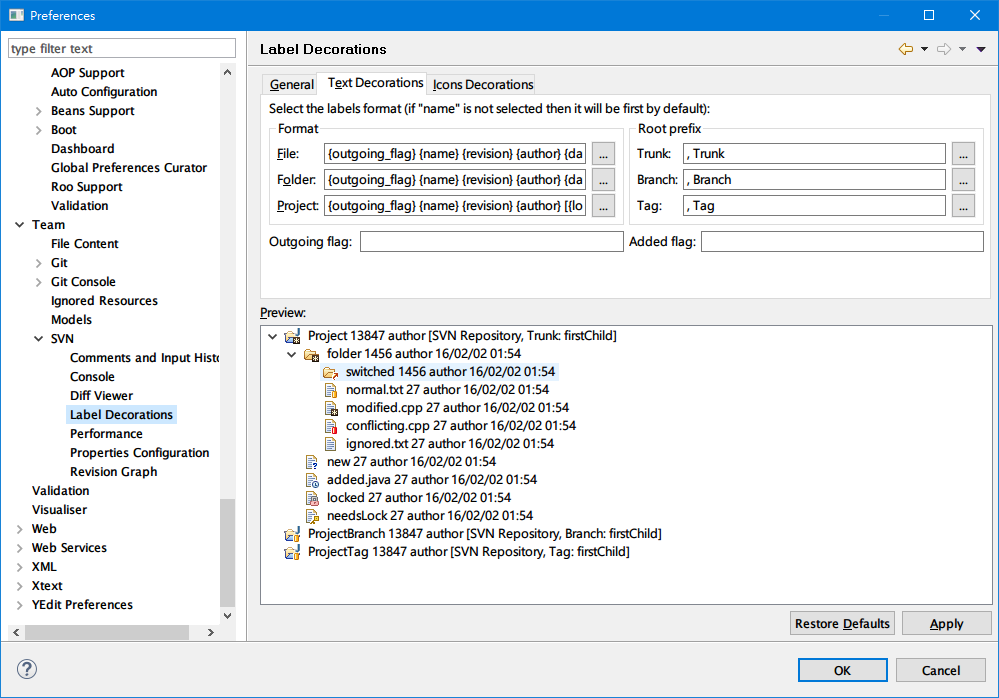 Preferences
type filter text
AOP Support
Auto Configuration
Beans Support
Boot
Dashboard
Global Preferences Curator
Roo Support
Validation
Team
File Content
Git
Git Console
Ignored Resources
Models
SVN
Comments and Input Histo
Console
Diff Viewer
Label Decorations
Performance
Properties Configuration
Revision Graph
Validation
Visualiser
Web
Web Services
XML
Xtext
YEdit Preferences
Label Decorations
General Text Decorations Icons Decorations
Select the labels format (if "name" is not selected then it will be first by default):
Format
File: {outgoing_flag} {name} {revision} {author} {da ...
Folder: {outgoing_flag} {name} {revision} {author} {da ...
Project: {outgoing_flag} {name} {revision} {author} [{lo ...
Root prefix
Trunk: , Trunk ...
Branch: , Branch ...
Tag: , Tag ...
Outgoing flag: Added flag:
Preview:
Project 13847 author [SVN Repository, Trunk: firstChild]
folder 1456 author 16/02/02 01:54
switched 1456 author 16/02/02 01:54
normal.txt 27 author 16/02/02 01:54
modified.cpp 27 author 16/02/02 01:54
conflicting.cpp 27 author 16/02/02 01:54
ignored.txt 27 author 16/02/02 01:54
new 27 author 16/02/02 01:54
added.java 27 author 16/02/02 01:54
locked 27 author 16/02/02 01:54
needsLock 27 author 16/02/02 01:54
ProjectBranch 13847 author [SVN Repository, Branch: firstChild]
ProjectTag 13847 author [SVN Repository, Tag: firstChild]
Restore Defaults Apply
? OK Cancel